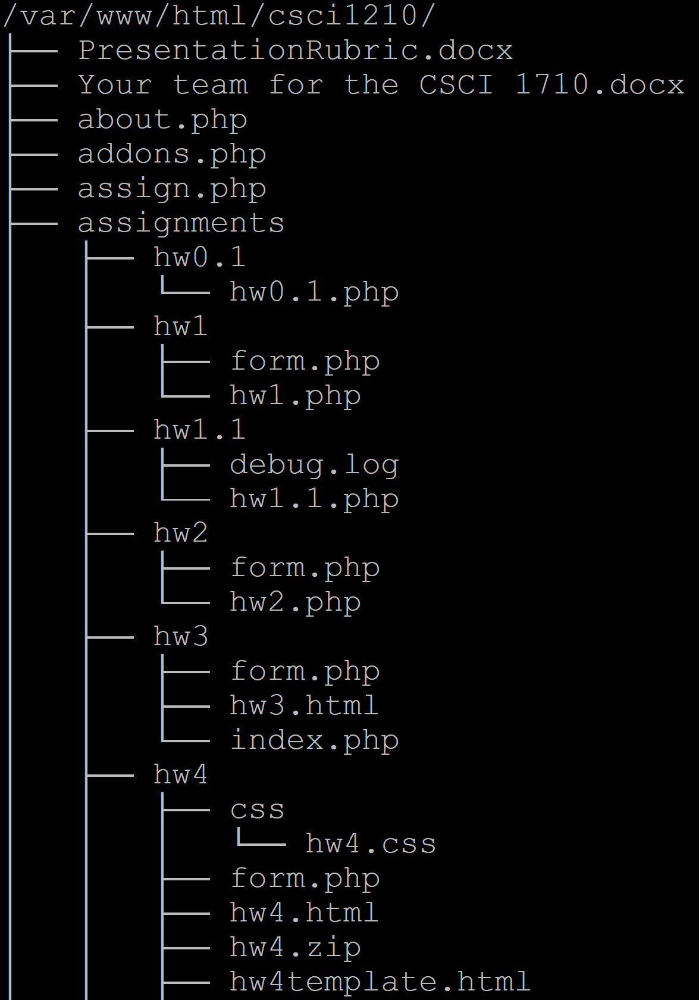 /var/www/html/csci1210/
├── PresentationRubric.docx
├── Your team for the CSCI 1710.docx
├── about.php
├── addons.php
├── assign.php
├── assignments
│   ├── hw0.1
│   │   └── hw0.1.php
│   ├── hw1
│   │   ├── form.php
│   │   └── hw1.php
│   ├── hw1.1
│   │   ├── debug.log
│   │   └── hw1.1.php
│   ├── hw2
│   │   ├── form.php
│   │   └── hw2.php
│   ├── hw3
│   │   ├── form.php
│   │   ├── hw3.html
│   │   └── index.php
│   ├── hw4
│   │   ├── css
│   │   │   └── hw4.css
│   │   ├── form.php
│   │   ├── hw4.html
│   │   ├── hw4.zip
│   │   ├── hw4template.html